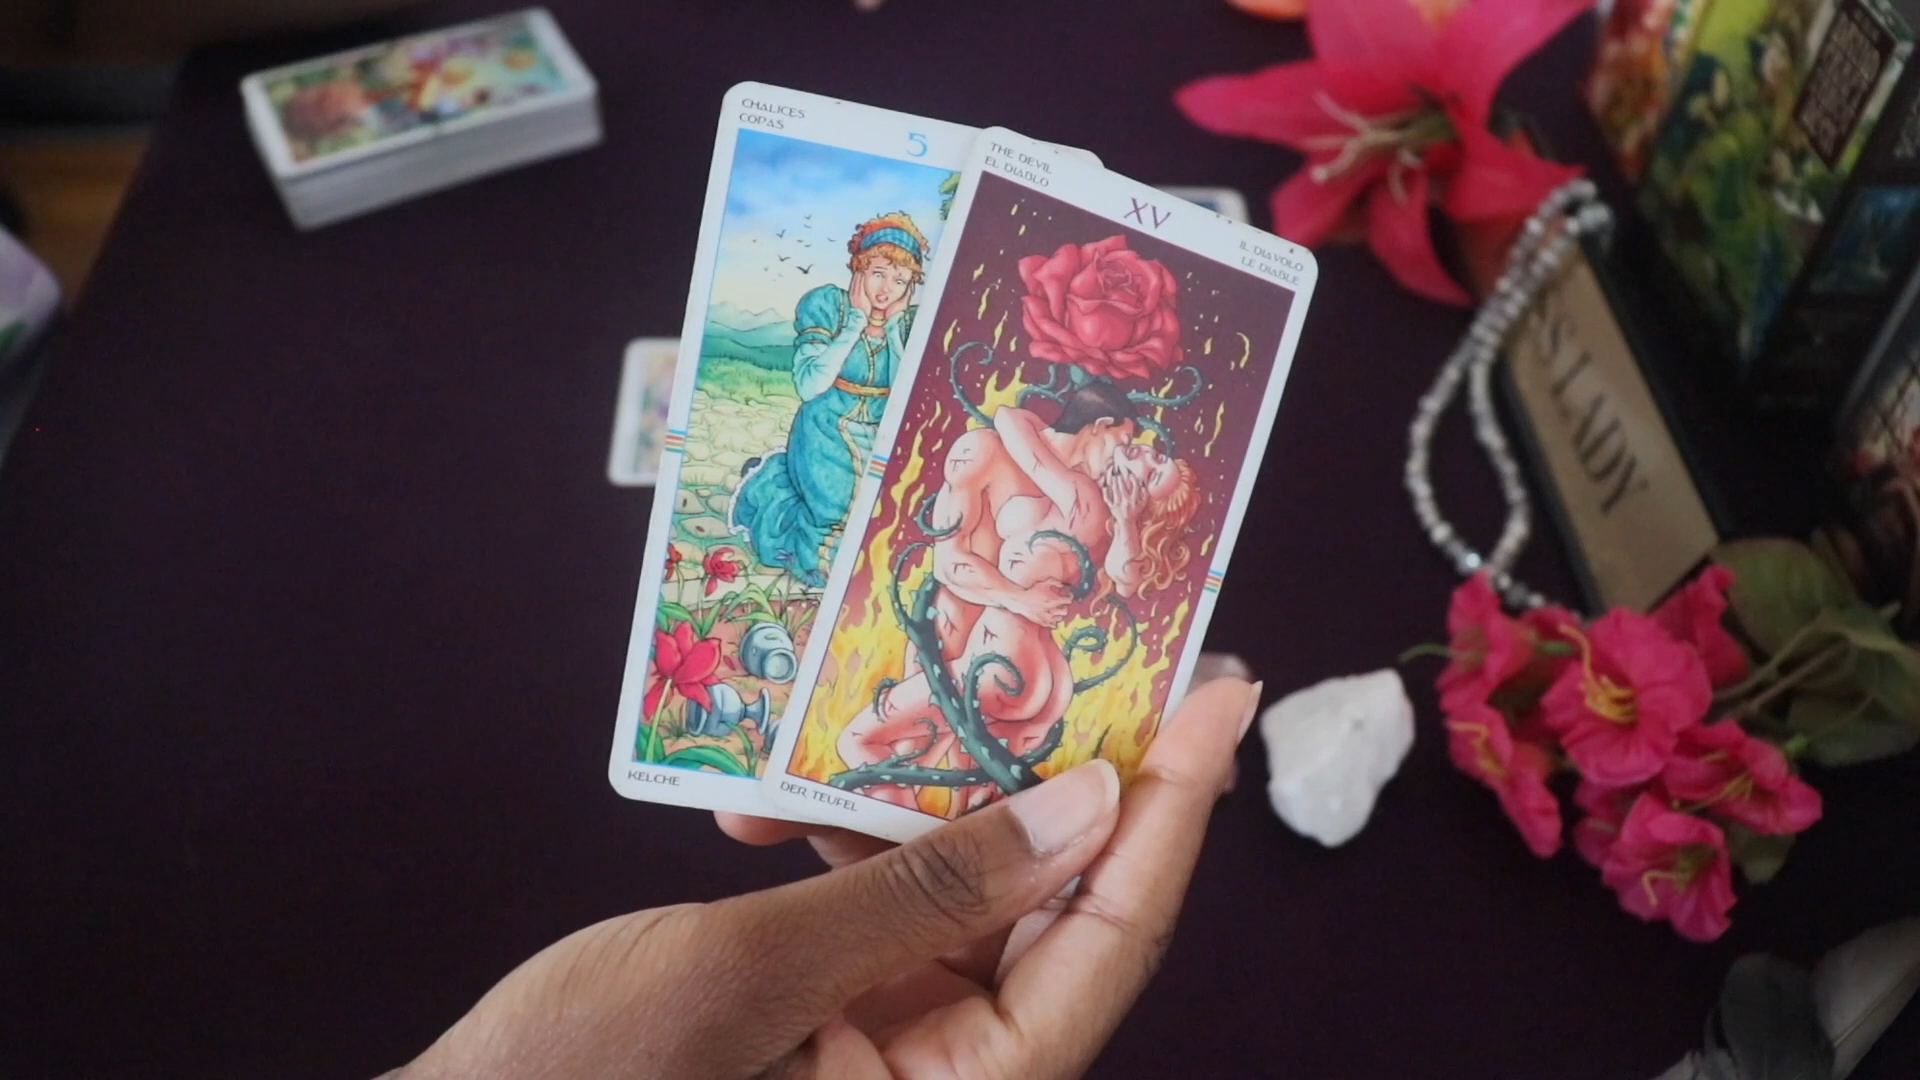 CHALICES
COPAS
5
KELCHE
THE DEVIL
EL DIABLO
XV
IL DIAVOLO
LE DIABLE
DER TEUFEL
LADY